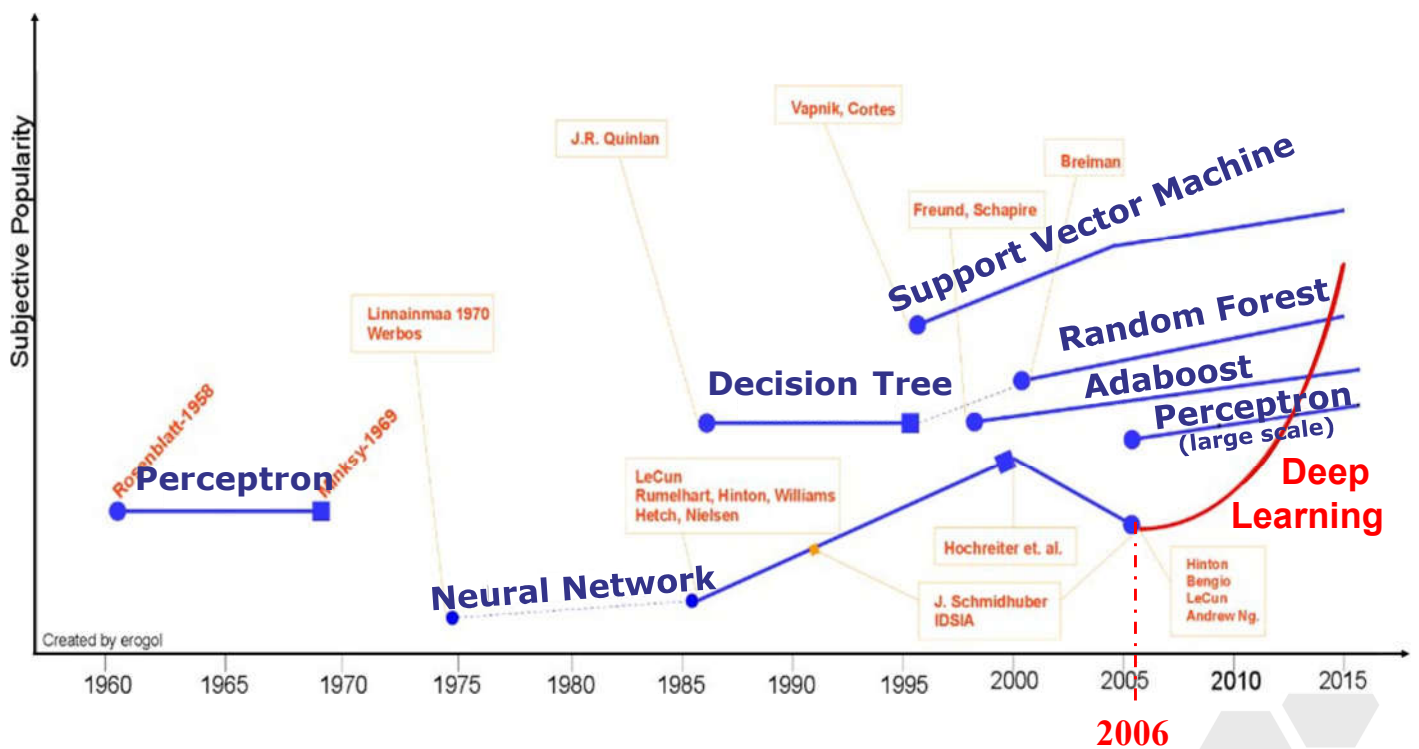 Subjective Popularity
Vapnik, Cortes
J.R. Quinlan
Breiman
Freund, Schapire
Support Vector Machine
Linnainmaa 1970
Werbos
Random Forest
Decision Tree
Adaboost
Perceptron
(large scale)
Rosenblatt-1958
Minksy-1969
Perceptron
LeCun
Rumelhart, Hinton, Williams
Hetch, Nielsen
Deep
Learning
Hochreiter et. al.
Neural Network
J. Schmidhuber
IDSIA
Hinton
Bengio
LeCun
Andrew Ng.
Created by erogol
1960 1965 1970 1975 1980 1985 1990 1995 2000 2005 2010 2015
2006